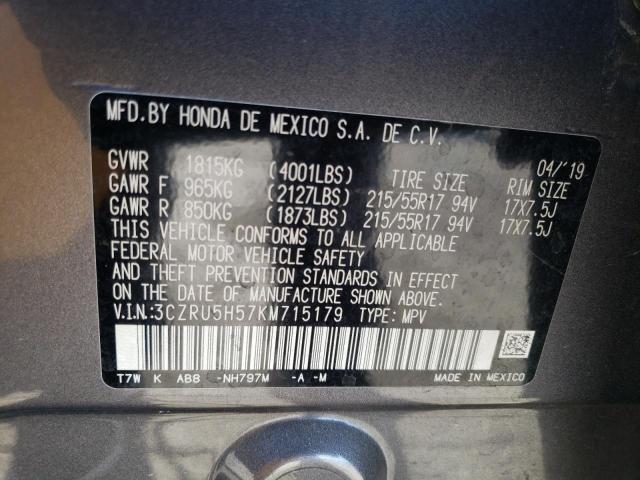 MFD.BY HONDA DE MEXICO S.A. DE C.V.
04/'19
GVWR 1815KG (4001LBS) TIRE SIZE RIM SIZE
GAWR F 965KG (2127LBS) 215/55R17 94V 17X7.5J
GAWR R 850KG (1873LBS) 215/55R17 94V 17X7.5J
THIS VEHICLE CONFORMS TO ALL APPLICABLE
FEDERAL MOTOR VEHICLE SAFETY
AND THEFT PREVENTION STANDARDS IN EFFECT
ON THE DATE OF MANUFACTURE SHOWN ABOVE.
V.I.N:3CZRU5H57KM715179 TYPE: MPV
T7W K AB8 -NH797M -A -M MADE IN MEXICO